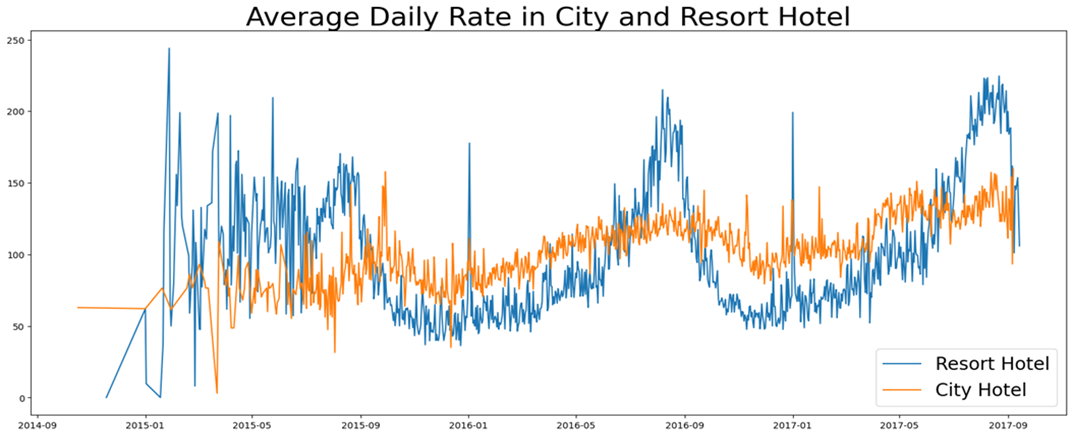 Average Daily Rate in City and Resort Hotel
250
200
150
100
50
0
2014-09 2015-01 2015-05 2015-09 2016-01 2016-05 2016-09 2017-01 2017-05 2017-09
Resort Hotel
City Hotel